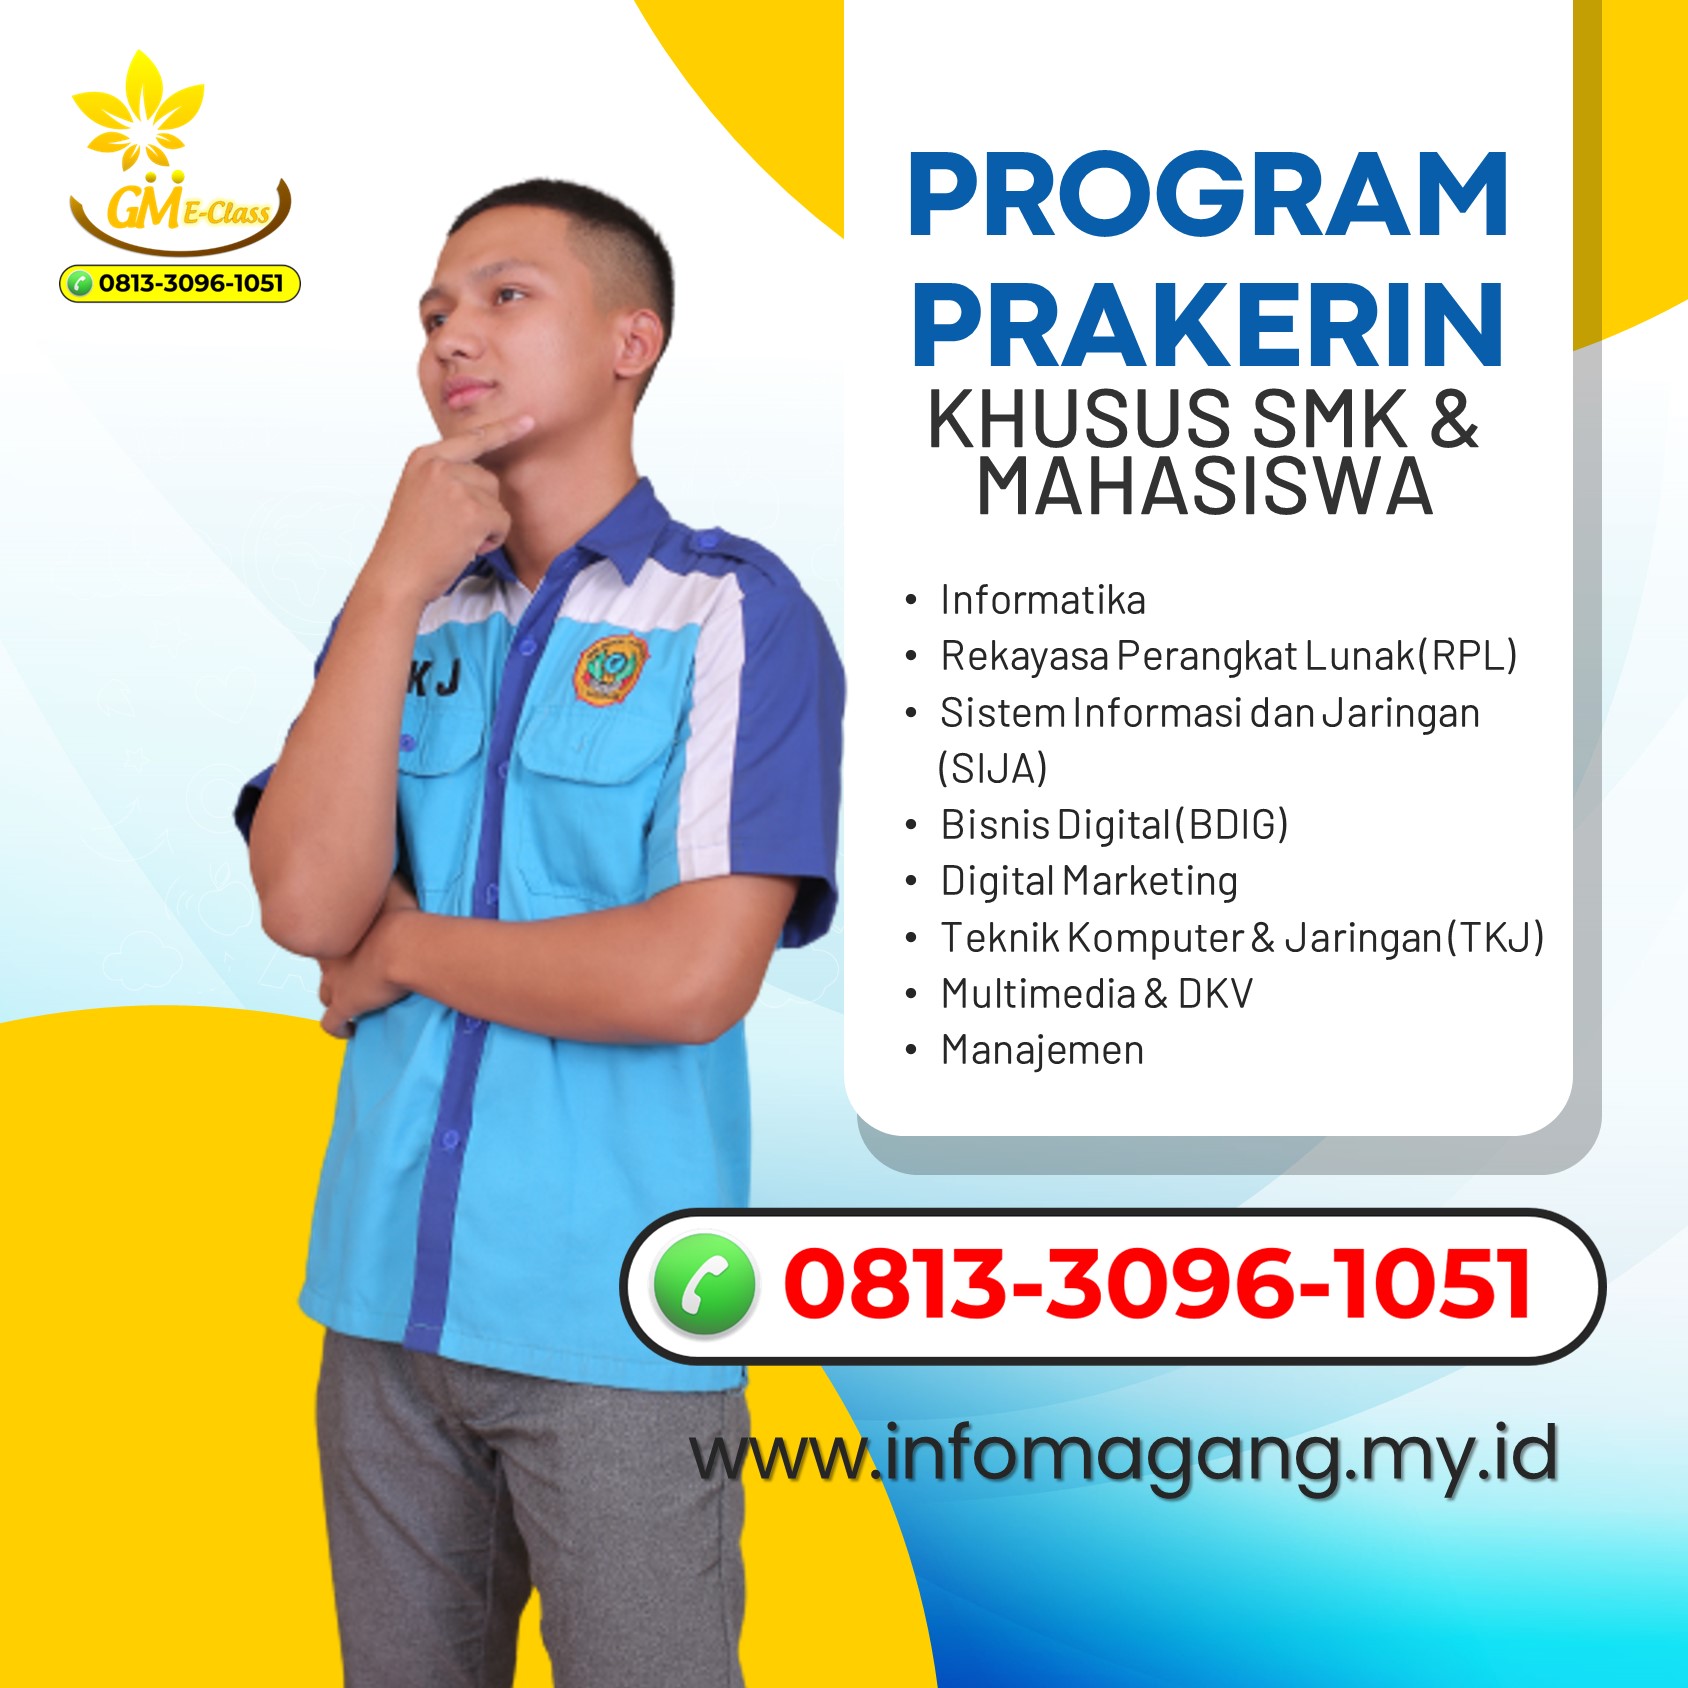 GM E-Class
0813-3096-1051
PROGRAM
PRAKERIN
KHUSUS SMK &
MAHASISWA
• Informatika
• Rekayasa Perangkat Lunak (RPL)
• Sistem Informasi dan Jaringan
(SIJA)
• Bisnis Digital (BDIG)
• Digital Marketing
• Teknik Komputer & Jaringan (TKJ)
• Multimedia & DKV
• Manajemen
KJ
0813-3096-1051
www.infomagang.my.id